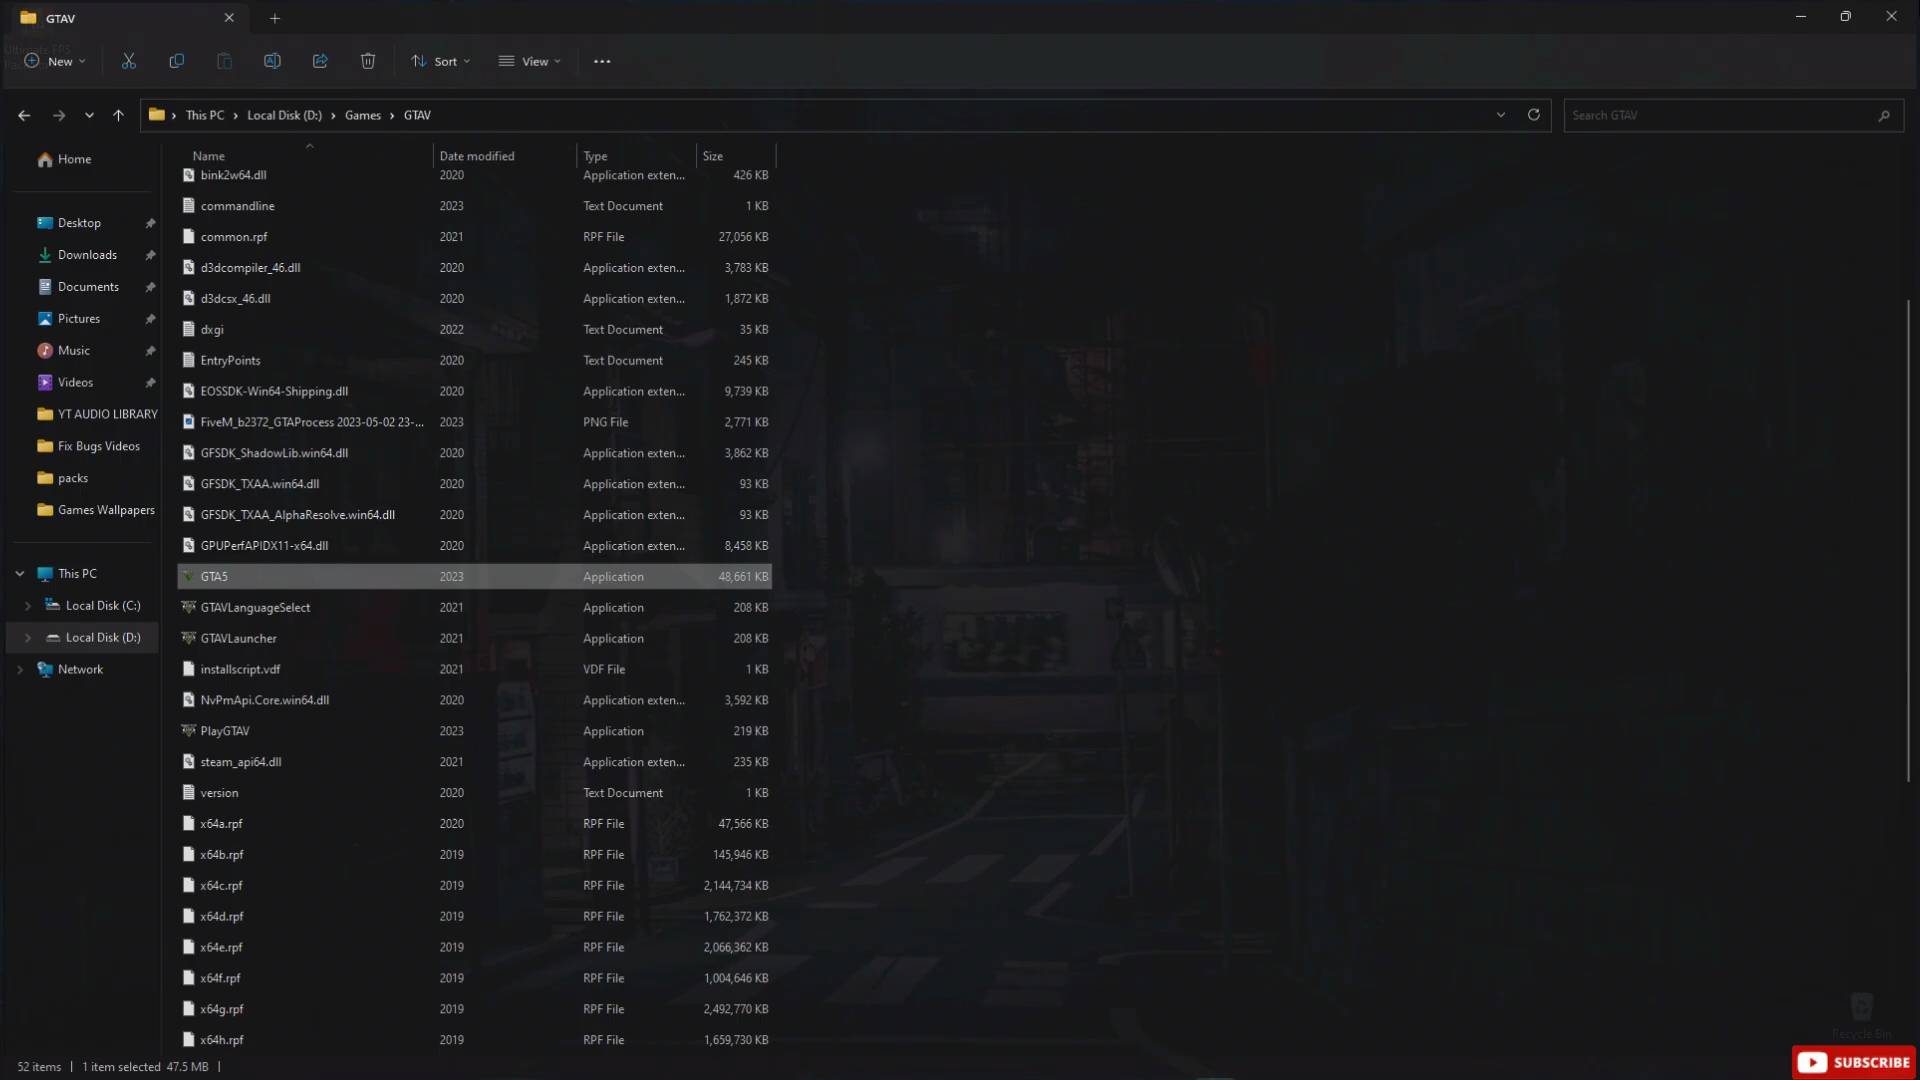 GTAV
Ultimate FPS
New
Sort
View
This PC
Local Disk (D:)
Games
GTAV
Search GTAV
Home
Desktop
Downloads
Documents
Pictures
Music
Videos
YT AUDIO LIBRARY
Fix Bugs Videos
packs
Games Wallpapers
This PC
Local Disk (C:)
Local Disk (D:)
Network
Name Date modified Type Size
bink2w64.dll 2020 Application exten... 426 KB
commandline 2023 Text Document 1 KB
common.rpf 2021 RPF File 27,056 KB
d3dcompiler_46.dll 2020 Application exten... 3,783 KB
d3dcsx_46.dll 2020 Application exten... 1,872 KB
dxgi 2022 Text Document 35 KB
EntryPoints 2020 Text Document 245 KB
EOSSDK-Win64-Shipping.dll 2020 Application exten... 9,739 KB
FiveM_b2372_GTAProcess 2023-05-02 23-... 2023 PNG File 2,771 KB
GFSDK_ShadowLib.win64.dll 2020 Application exten... 3,862 KB
GFSDK_TXAA.win64.dll 2020 Application exten... 93 KB
GFSDK_TXAA_AlphaResolve.win64.dll 2020 Application exten... 93 KB
GPUPerfAPIDX11-x64.dll 2020 Application exten... 8,458 KB
GTA5 2023 Application 48,661 KB
GTAVLanguageSelect 2021 Application 208 KB
GTAVLauncher 2021 Application 208 KB
installscript.vdf 2021 VDF File 1 KB
NvPmApi.Core.win64.dll 2020 Application exten... 3,592 KB
PlayGTAV 2023 Application 219 KB
steam_api64.dll 2021 Application exten... 235 KB
version 2020 Text Document 1 KB
x64a.rpf 2020 RPF File 47,566 KB
x64b.rpf 2019 RPF File 145,946 KB
x64c.rpf 2019 RPF File 2,144,734 KB
x64d.rpf 2019 RPF File 1,762,372 KB
x64e.rpf 2019 RPF File 2,066,362 KB
x64f.rpf 2019 RPF File 1,004,646 KB
x64g.rpf 2019 RPF File 2,492,770 KB
x64h.rpf 2019 RPF File 1,659,730 KB
Recycle Bin
52 items | 1 item selected 47.5 MB |
SUBSCRIBE